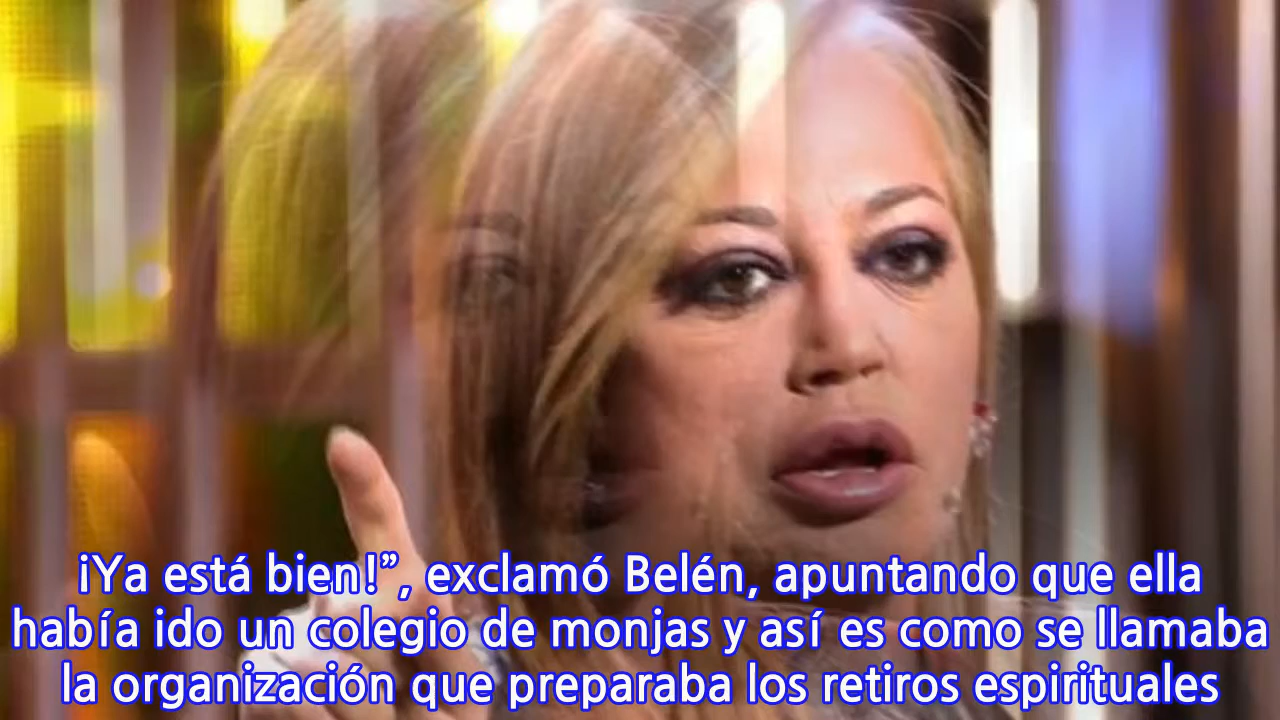 ¡Ya está bien!”, exclamó Belén, apuntando que ella
había ido un colegio de monjas y así es como se llamaba
la organización que preparaba los retiros espirituales